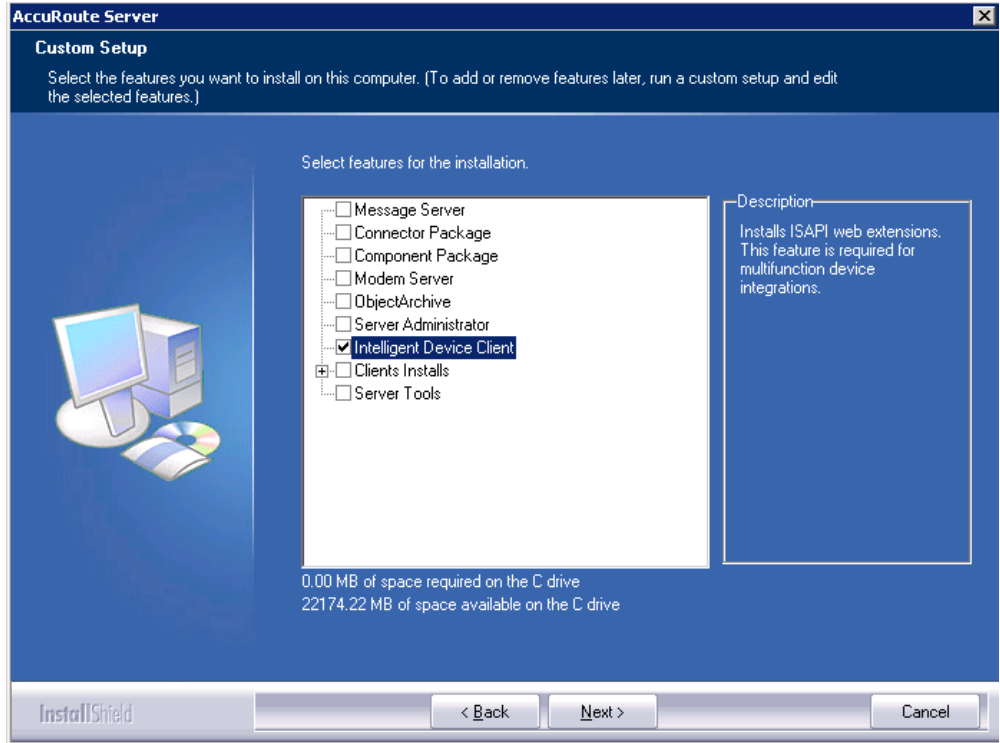 AccuRoute Server
Custom Setup
Select the features you want to install on this computer. (To add or remove features later, run a custom setup and edit
the selected features.)
Select features for the installation.
Message Server
Connector Package
Component Package
Modem Server
ObjectArchive
Server Administrator
Intelligent Device Client
Clients Installs
Server Tools
Description
Installs ISAPI web extensions.
This feature is required for
multifunction device
integrations.
0.00 MB of space required on the C drive
22174.22 MB of space available on the C drive
InstallShield
< Back
Next >
Cancel